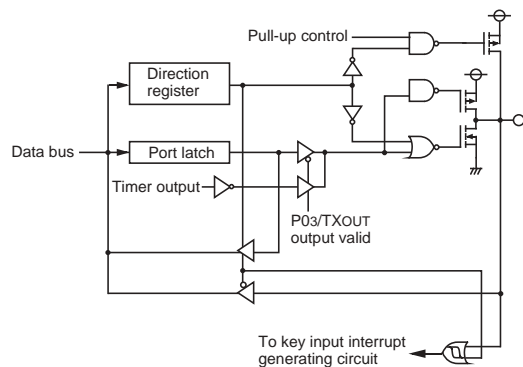 Pull-up control
Direction
register
Data bus
Port latch
Timer output
P03/TXOUT
output valid
To key input interrupt
generating circuit